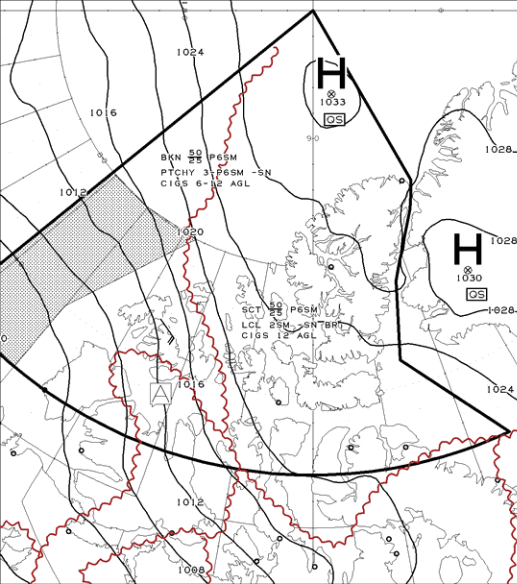 1024
H
1033
QS
1016
90
1028
BKN 50/25 P6SM
PTCHY 3-P6SM -SN
CIGS 6-12 AGL
1012
1020
H
1028
1030
QS
SCT 50/25 P6SM
LCL 2SM -SN BR
CIGS 12 AGL
1028
0
1016
A
1024
1012
1008